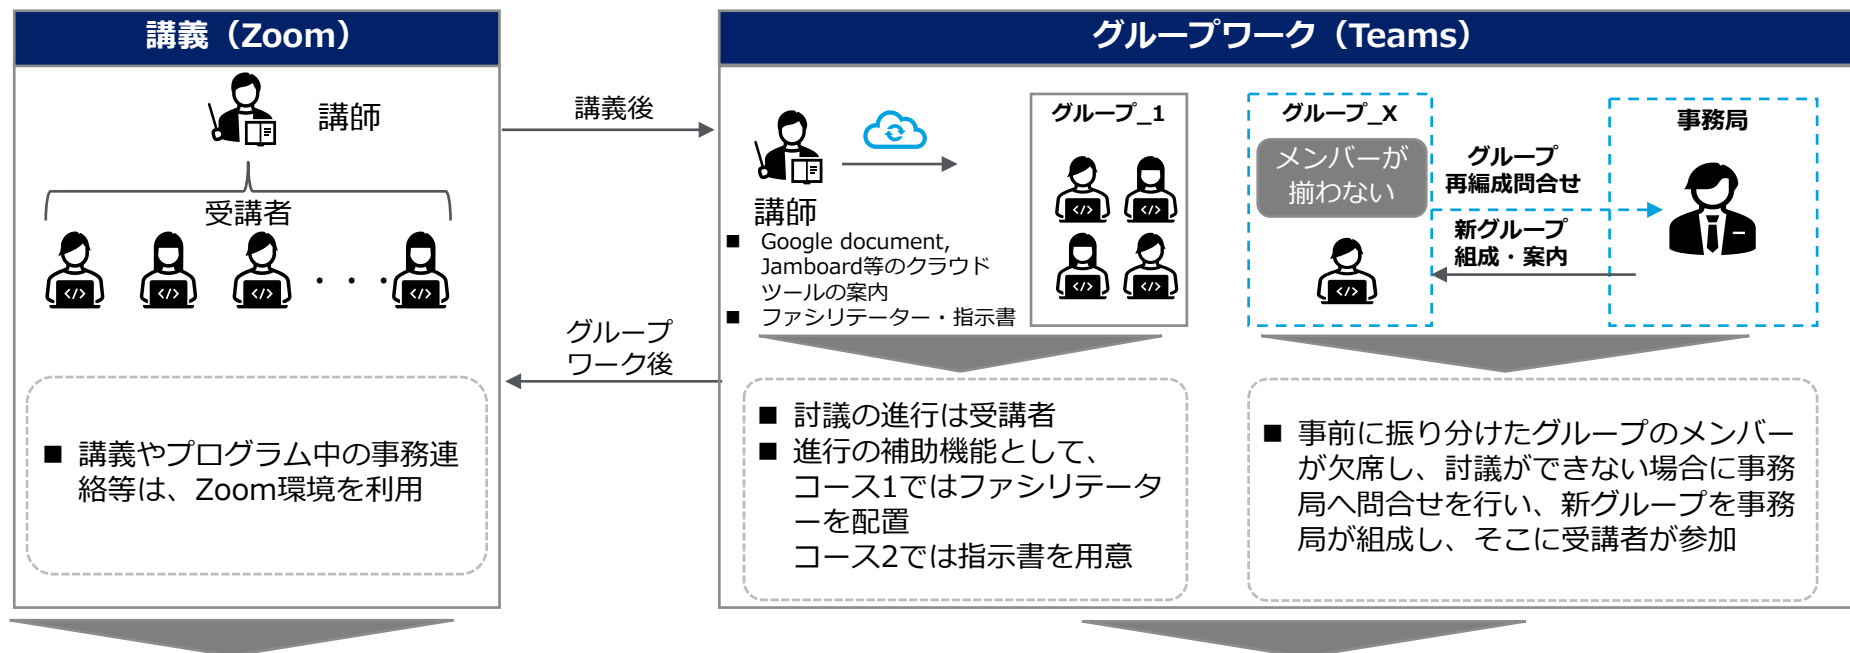 講義（Zoom）
講師
受講者
・・・
講義やプログラム中の事務連
絡等は、Zoom環境を利用
講義後
グループ
ワーク後
グループワーク（Teams）
講師
■ Google document,
Jamboard等のクラウド
ツールの案内
■ ファシリテーター・指示書
グループ_1
グループ_X
メンバーが
揃わない
グループ
再編成問合せ
新グループ
組成・案内
事務局
■ 討議の進行は受講者
■ 進行の補助機能として、
コース1ではファシリテータ
ーを配置
コース2では指示書を用意
■ 事前に振り分けたグループのメンバー
が欠席し、討議ができない場合に事務
局へ問合せを行い、新グループを事務
局が組成し、そこに受講者が参加